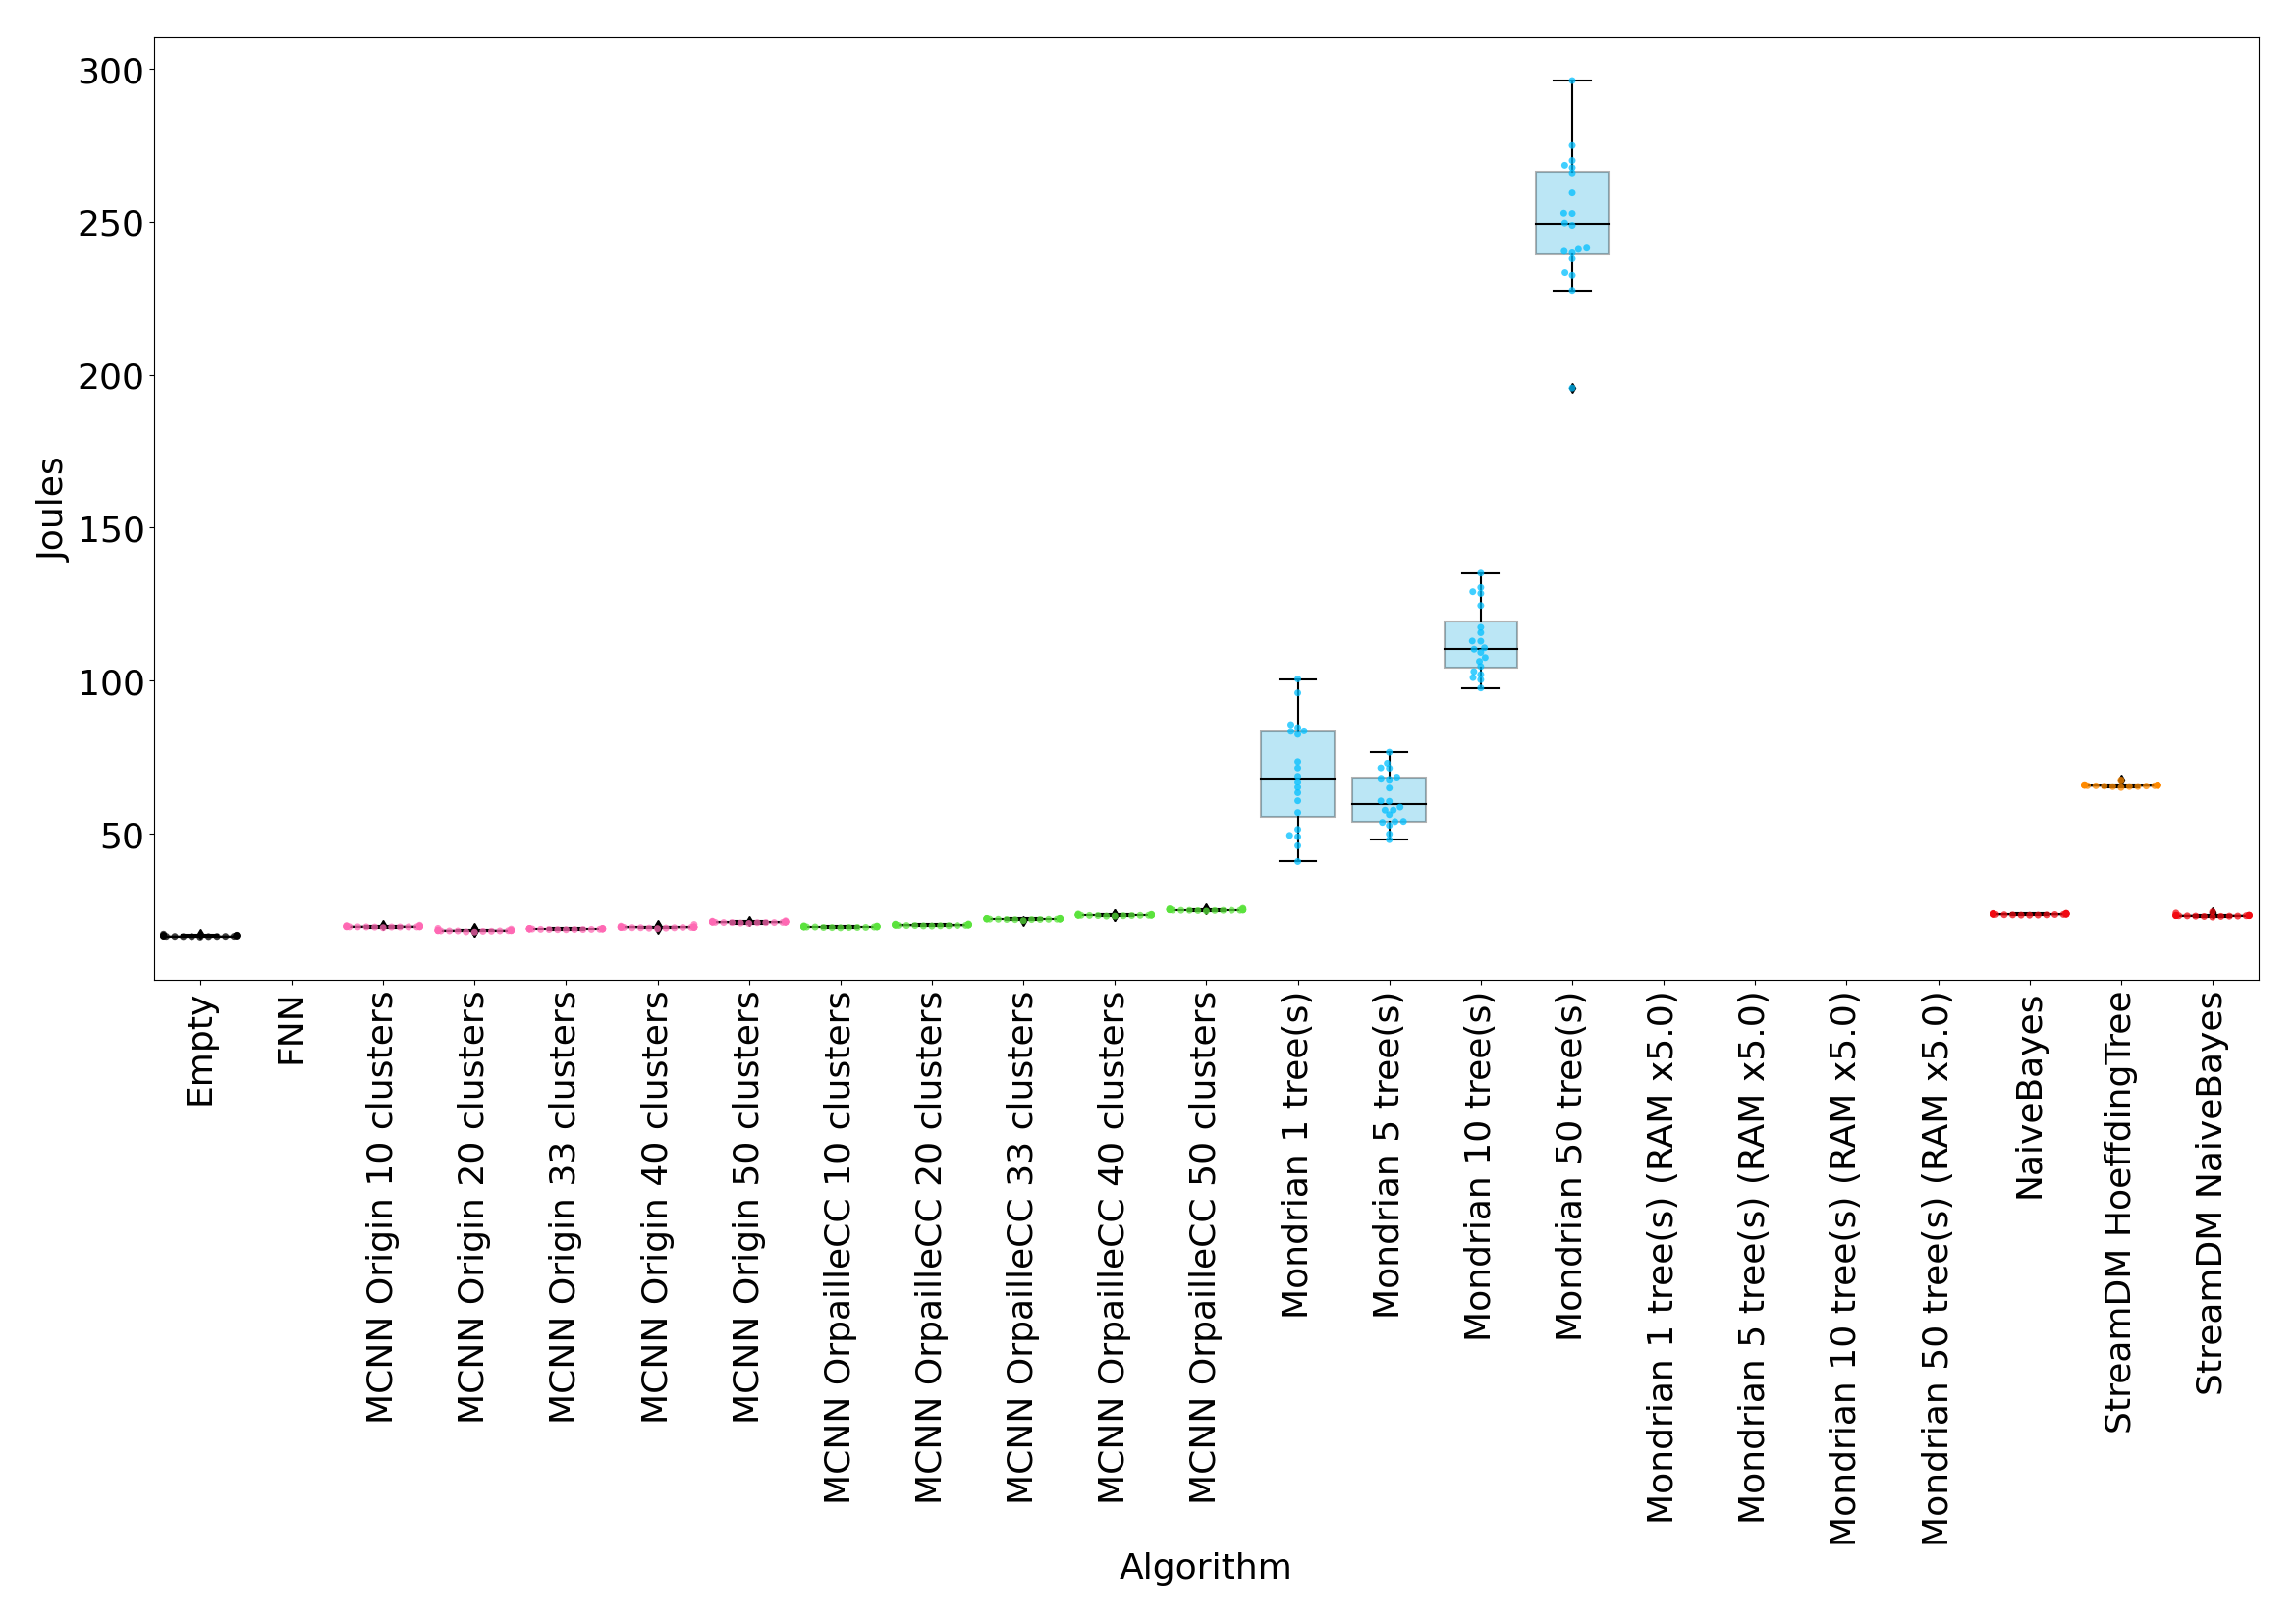 300
250
200
150
100
50
Joules
Empty
FNN
MCNN Origin 10 clusters
MCNN Origin 20 clusters
MCNN Origin 33 clusters
MCNN Origin 40 clusters
MCNN Origin 50 clusters
MCNN OrpailleCC 10 clusters
MCNN OrpailleCC 20 clusters
MCNN OrpailleCC 33 clusters
MCNN OrpailleCC 40 clusters
MCNN OrpailleCC 50 clusters
Mondrian 1 tree(s)
Mondrian 5 tree(s)
Mondrian 10 tree(s)
Mondrian 50 tree(s)
Mondrian 1 tree(s) (RAM x5.0)
Mondrian 5 tree(s) (RAM x5.0)
Mondrian 10 tree(s) (RAM x5.0)
Mondrian 50 tree(s) (RAM x5.0)
NaiveBayes
StreamDM HoeffdingTree
StreamDM NaiveBayes
Algorithm